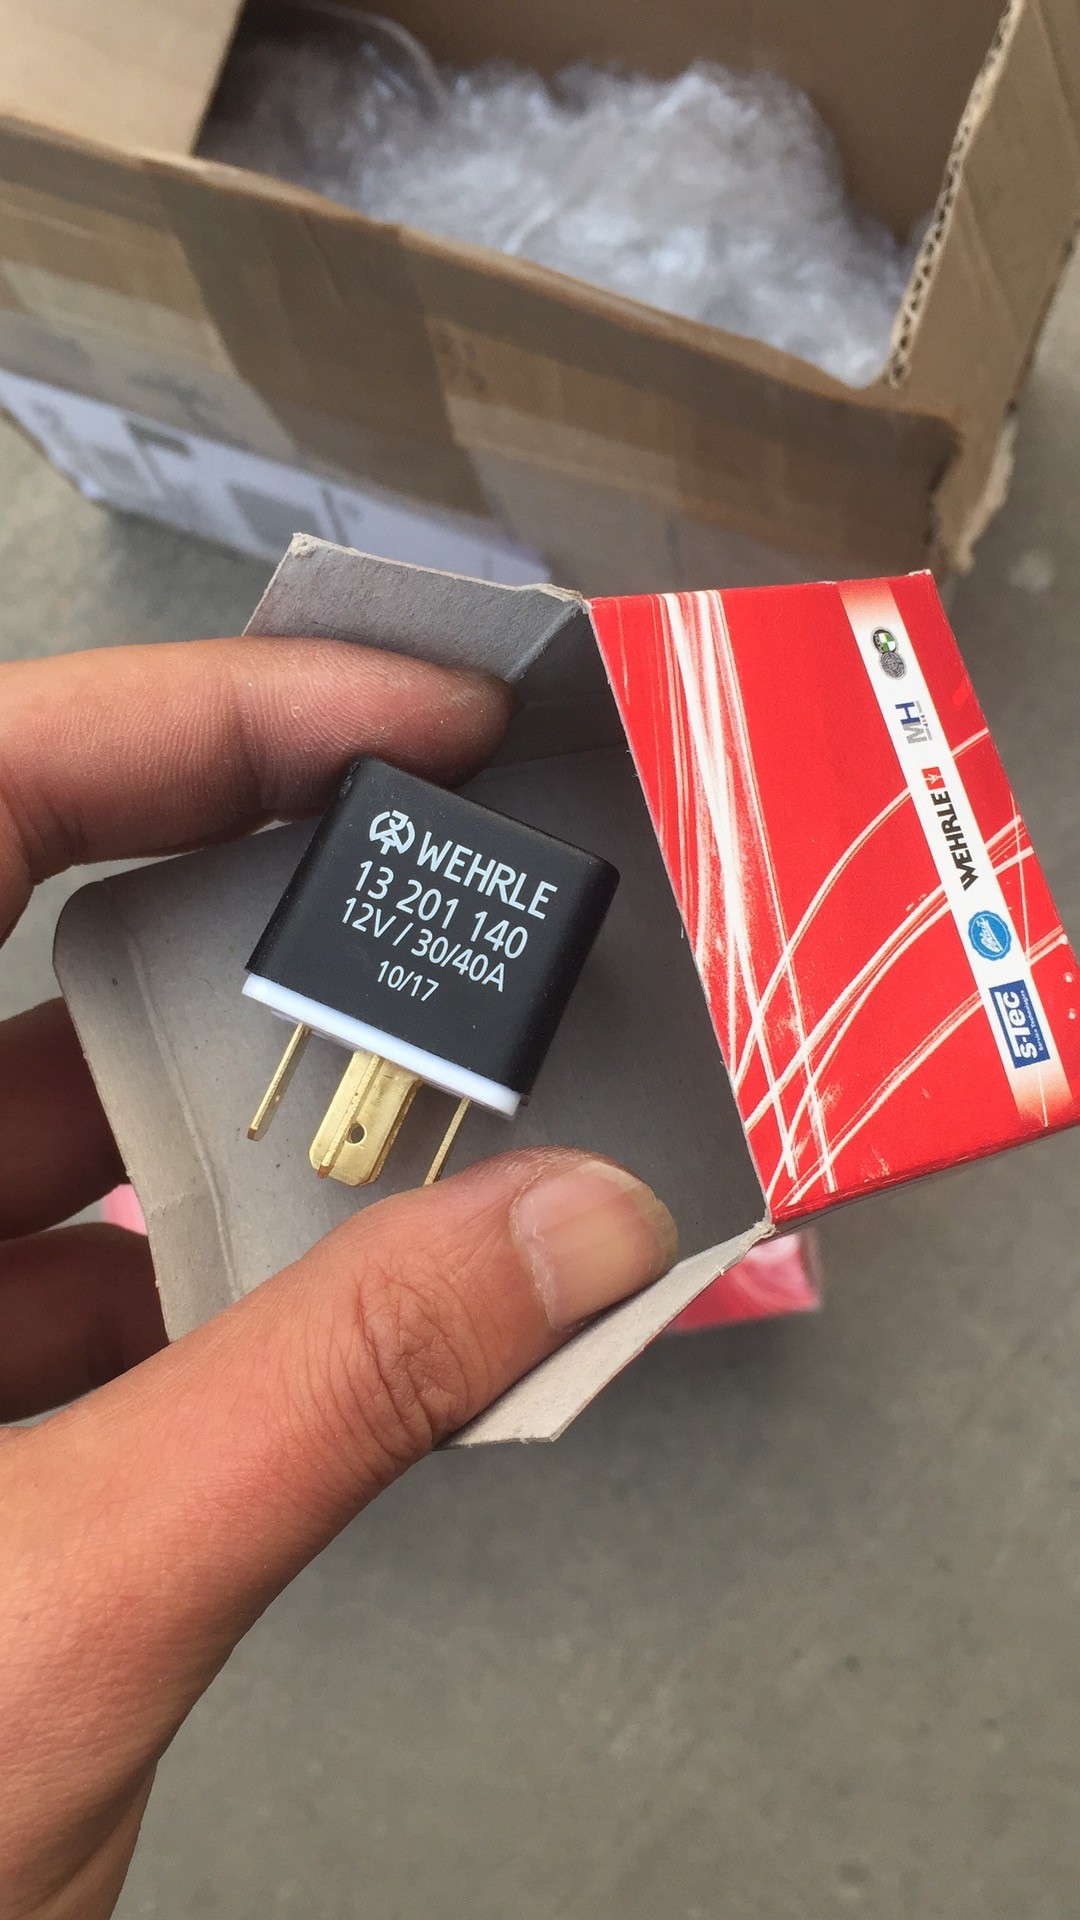 WEHRLE
13 201 140
12V / 30/40A
10/17
MH
WEHRLE
S-Tec